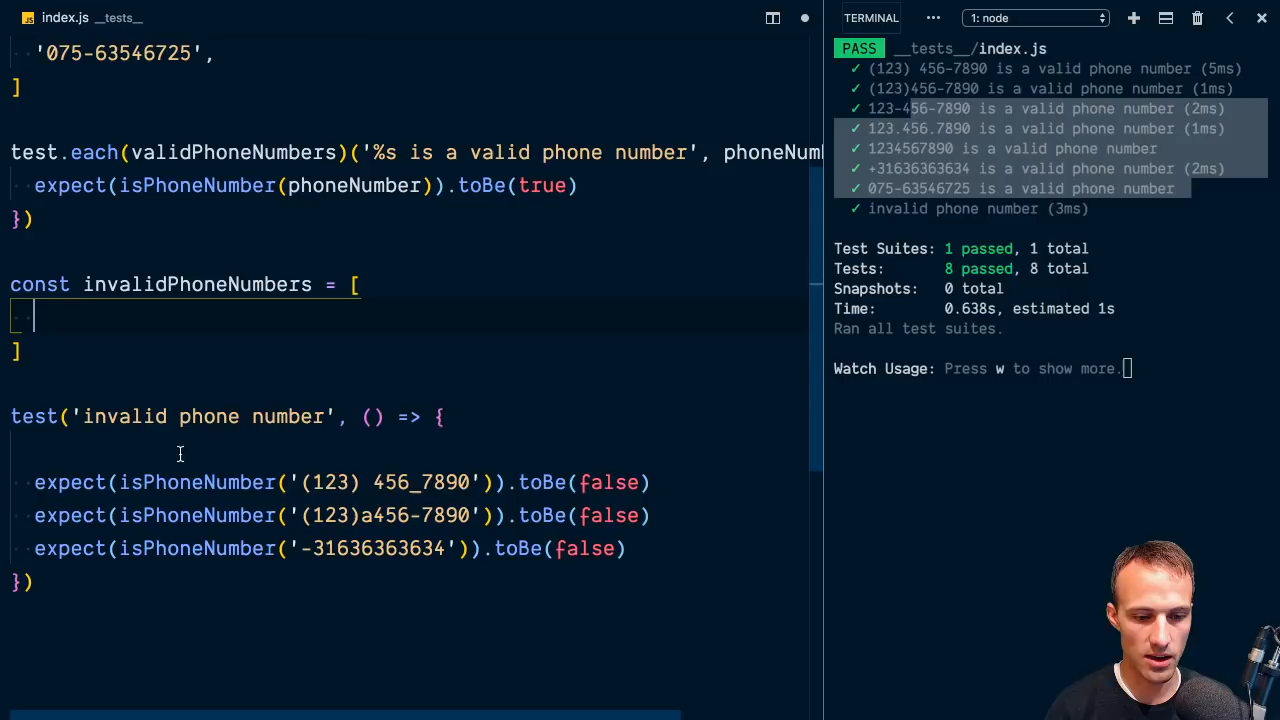 index.js __tests__
'075-63546725',
]
test.each(validPhoneNumbers)('%s is a valid phone number', phoneNumb
expect(isPhoneNumber(phoneNumber)).toBe(true)
})
const invalidPhoneNumbers = [
]
test('invalid phone number', () => {
expect(isPhoneNumber('(123) 456_7890')).toBe(false)
expect(isPhoneNumber('(123)a456-7890')).toBe(false)
expect(isPhoneNumber('-31636363634')).toBe(false)
})
TERMINAL ... 1: node
PASS __tests__/index.js
✓ (123) 456-7890 is a valid phone number (5ms)
✓ (123)456-7890 is a valid phone number (1ms)
✓ 123-456-7890 is a valid phone number (2ms)
✓ 123.456.7890 is a valid phone number (1ms)
✓ 1234567890 is a valid phone number
✓ +31636363634 is a valid phone number (2ms)
✓ 075-63546725 is a valid phone number
✓ invalid phone number (3ms)
Test Suites: 1 passed, 1 total
Tests: 8 passed, 8 total
Snapshots: 0 total
Time: 0.638s, estimated 1s
Ran all test suites.
Watch Usage: Press w to show more.